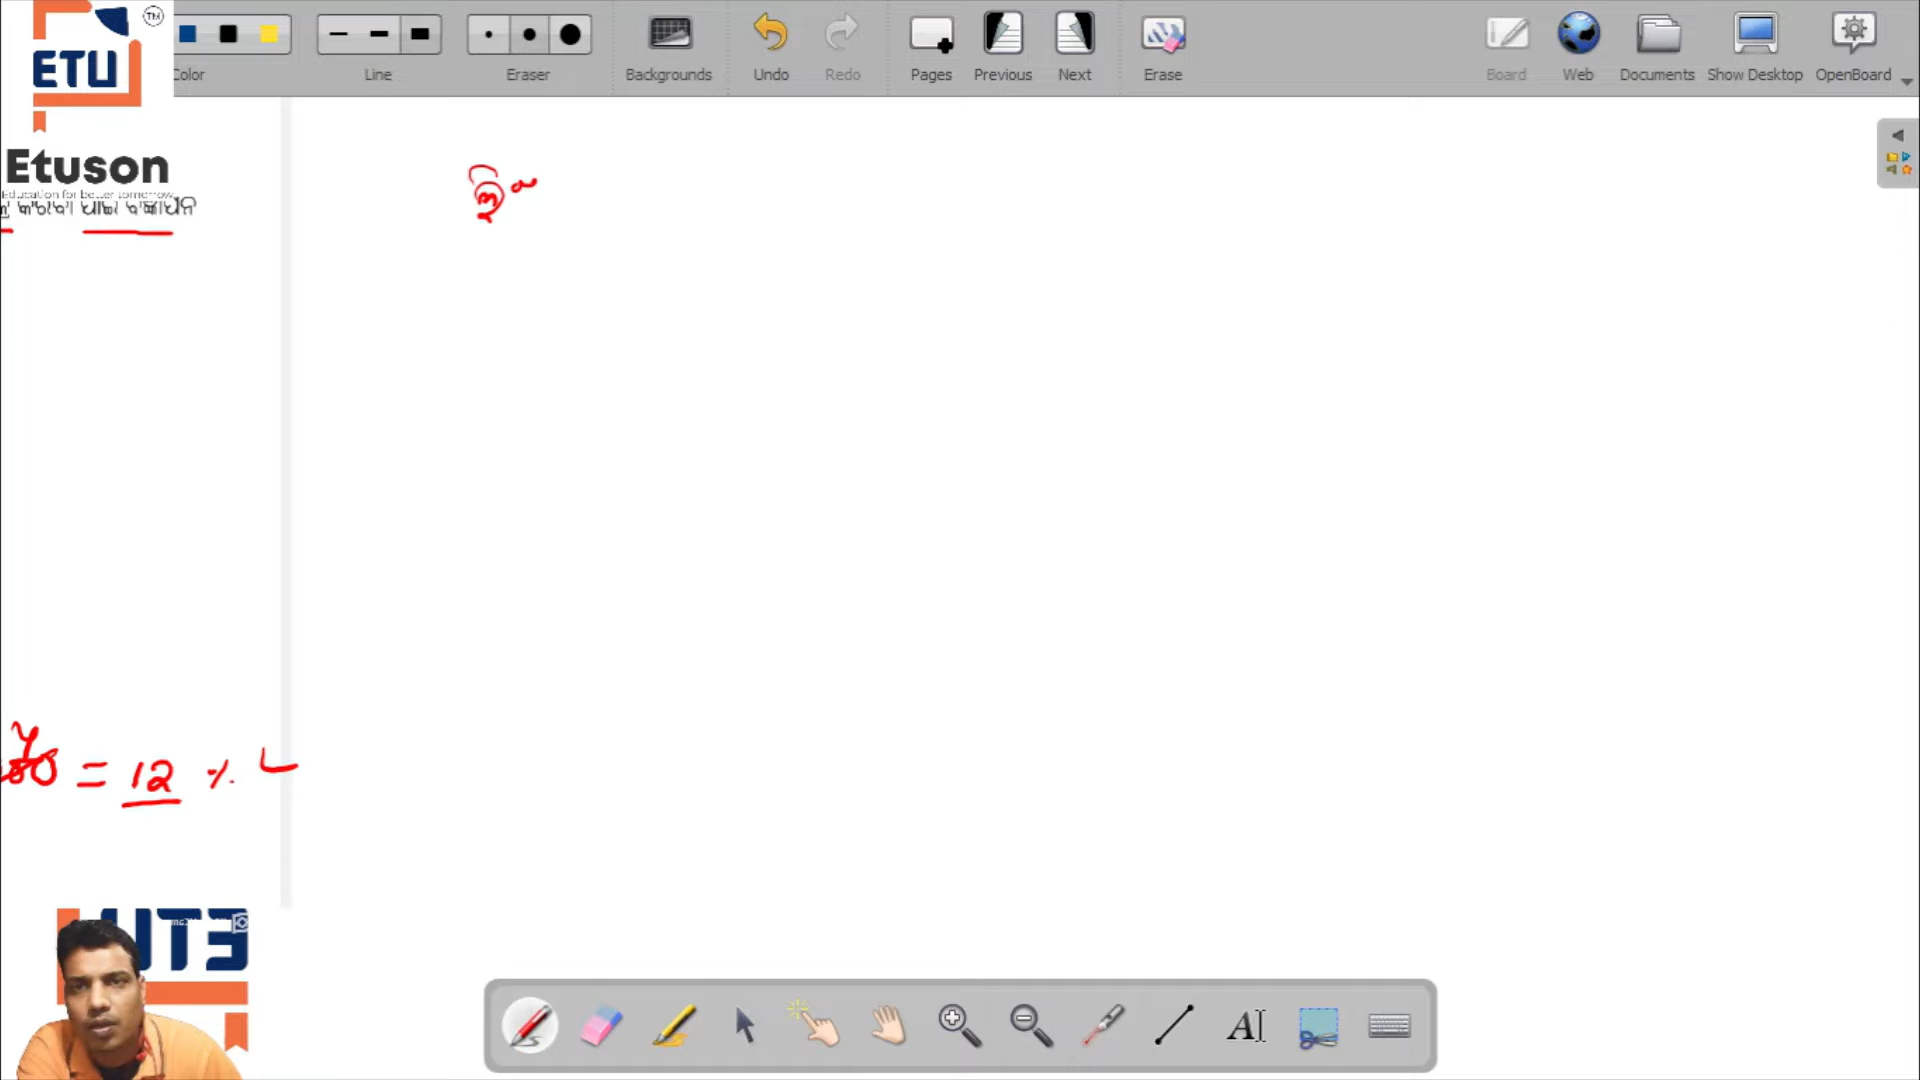 ETU
TM
Color
Line
Eraser
Backgrounds
Undo
Redo
Pages
Previous
Next
Erase
Board
Web
Documents
Show Desktop
OpenBoard
Etuson
Education for better tomorrow
= 12 %
A